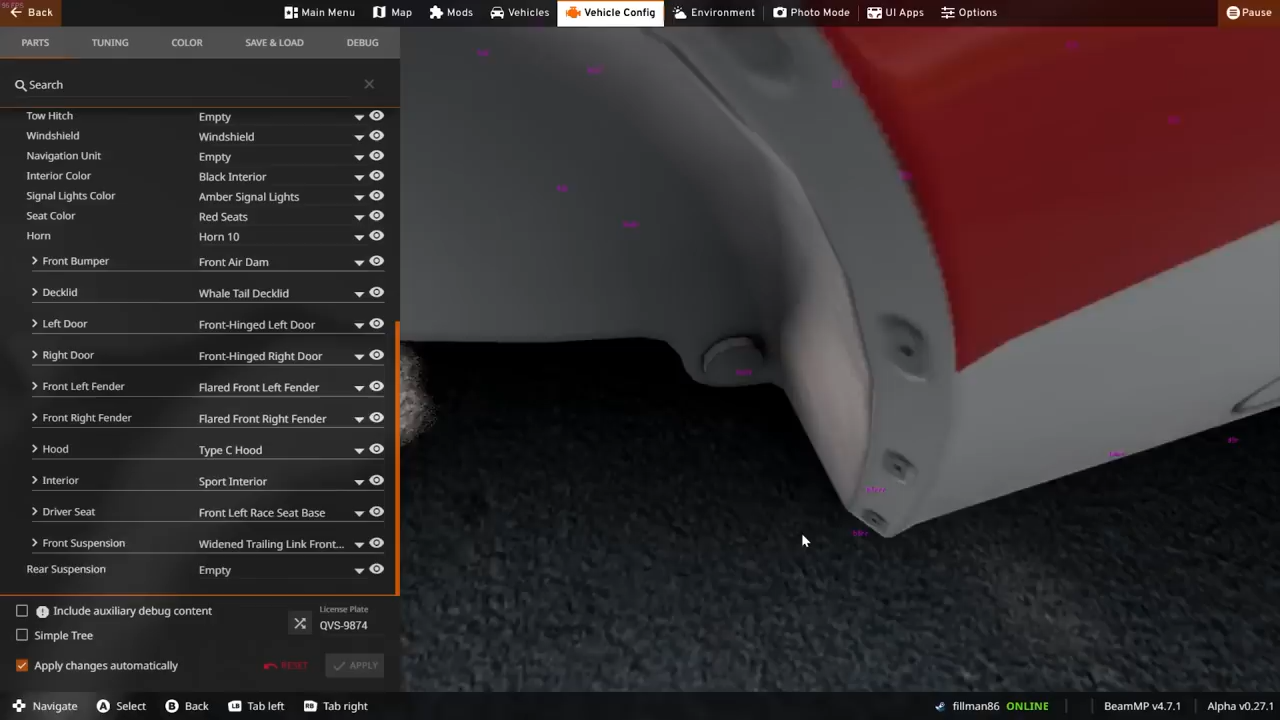 Back Main Menu Map Mods Vehicles Vehicle Config Environment Photo Mode UI Apps Options Pause
PARTS TUNING COLOR SAVE & LOAD DEBUG
Search
Tow Hitch Empty
Windshield Windshield
Navigation Unit Empty
Interior Color Black Interior
Signal Lights Color Amber Signal Lights
Seat Color Red Seats
Horn Horn 10
Front Bumper Front Air Dam
Decklid Whale Tail Decklid
Left Door Front-Hinged Left Door
Right Door Front-Hinged Right Door
Front Left Fender Flared Front Left Fender
Front Right Fender Flared Front Right Fender
Hood Type C Hood
Interior Sport Interior
Driver Seat Front Left Race Seat Base
Front Suspension Widened Trailing Link Front...
Rear Suspension Empty
Include auxiliary debug content
Simple Tree
License Plate
QVS-9874
Apply changes automatically RESET APPLY
Navigate A Select B Back LB Tab left RB Tab right fillman86 ONLINE BeamMP v4.7.1 Alpha v0.27.1